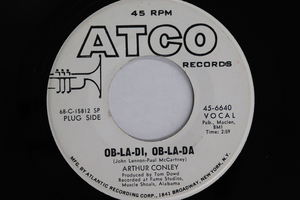 45 RPM
ATCO
RECORDS
68-C-15812 SP
PLUG SIDE
45-6640
VOCAL
Pub., Maclen,
BMI
Time: 2:59
OB-LA-DI, OB-LA-DA
(John Lennon-Paul McCartney)
ARTHUR CONLEY
Produced by Tom Dowd
Recorded at Fame Studios,
Muscle Shoals, Alabama
MFG. BY ATLANTIC RECORDING CORP., 1841 BROADWAY, NEW YORK, N.Y.